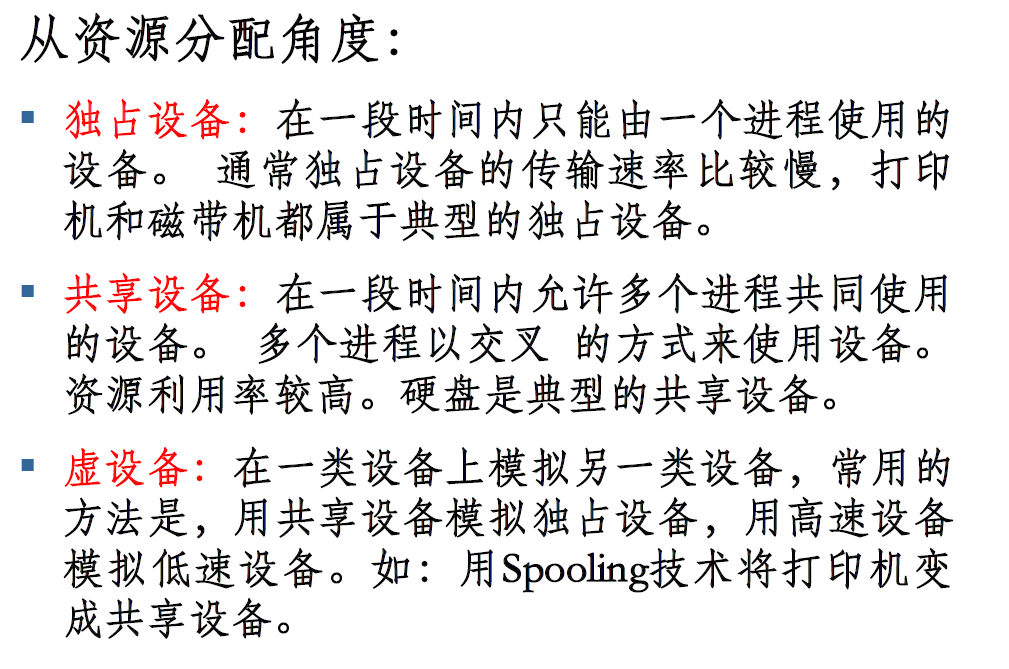 从资源分配角度：
独占设备：在一段时间内只能由一个进程使用的
设备。 通常独占设备的传输速率比较慢，打印
机和磁带机都属于典型的独占设备。
共享设备：在一段时间内允许多个进程共同使用
的设备。 多个进程以交叉 的方式来使用设备。
资源利用率较高。硬盘是典型的共享设备。
虚设备：在一类设备上模拟另一类设备，常用的
方法是，用共享设备模拟独占设备，用高速设备
模拟低速设备。如：用Spooling技术将打印机变
成共享设备。